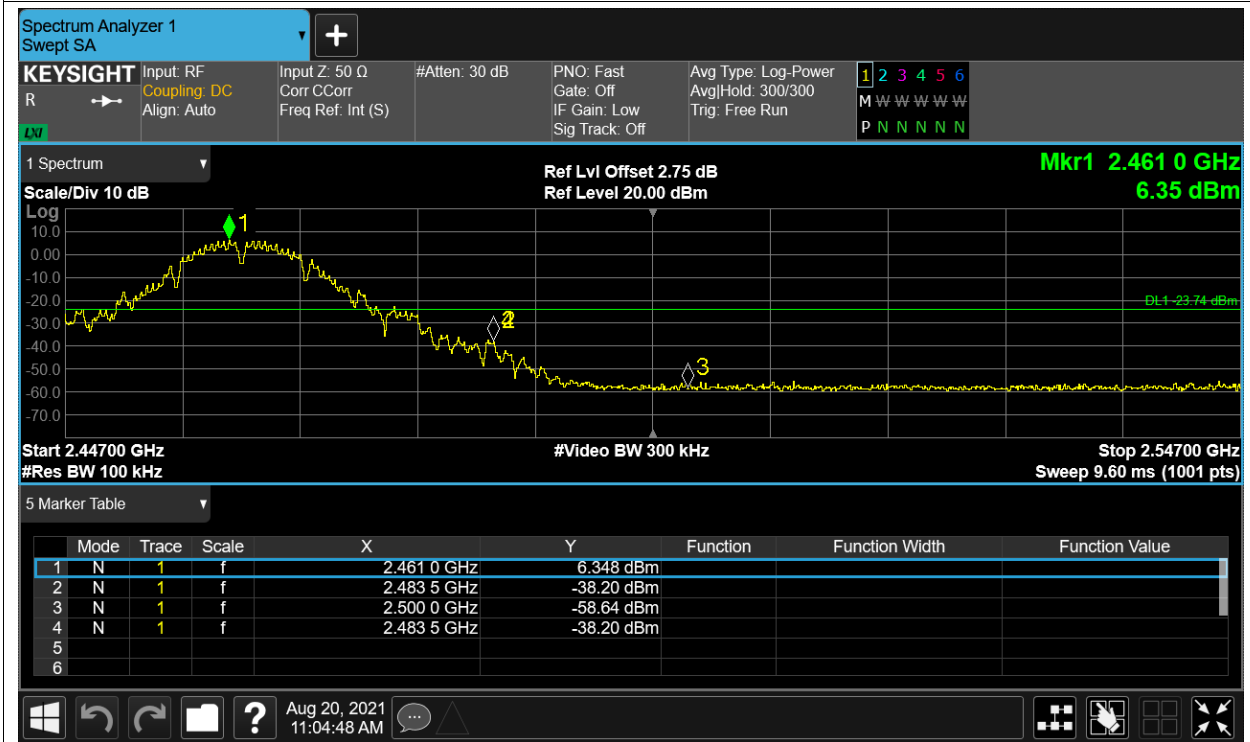 Spectrum Analyzer 1
Swept SA
+
KEYSIGHT Input: RF Input Z: 50 Ω #Atten: 30 dB PNO: Fast Avg Type: Log-Power 1 2 3 4 5 6
R Coupling: DC Corr CCorr Gate: Off Avg|Hold: 300/300 M W W W W W
Align: Auto Freq Ref: Int (S) IF Gain: Low Trig: Free Run
LXI Sig Track: Off P N N N N N
1 Spectrum Ref Lvl Offset 2.75 dB Mkr1 2.461 0 GHz
Scale/Div 10 dB Ref Level 20.00 dBm 6.35 dBm
Log
1
10.0
0.00
-10.0
-20.0 DL1 -23.74 dBm
-30.0 2
-40.0
-50.0 3
-60.0
-70.0
Start 2.44700 GHz #Video BW 300 kHz Stop 2.54700 GHz
#Res BW 100 kHz Sweep 9.60 ms (1001 pts)
5 Marker Table
Mode Trace Scale X Y Function Function Width Function Value
1 N 1 f 2.461 0 GHz 6.348 dBm
2 N 1 f 2.483 5 GHz -38.20 dBm
3 N 1 f 2.500 0 GHz -58.64 dBm
4 N 1 f 2.483 5 GHz -38.20 dBm
5
6
? Aug 20, 2021
11:04:48 AM